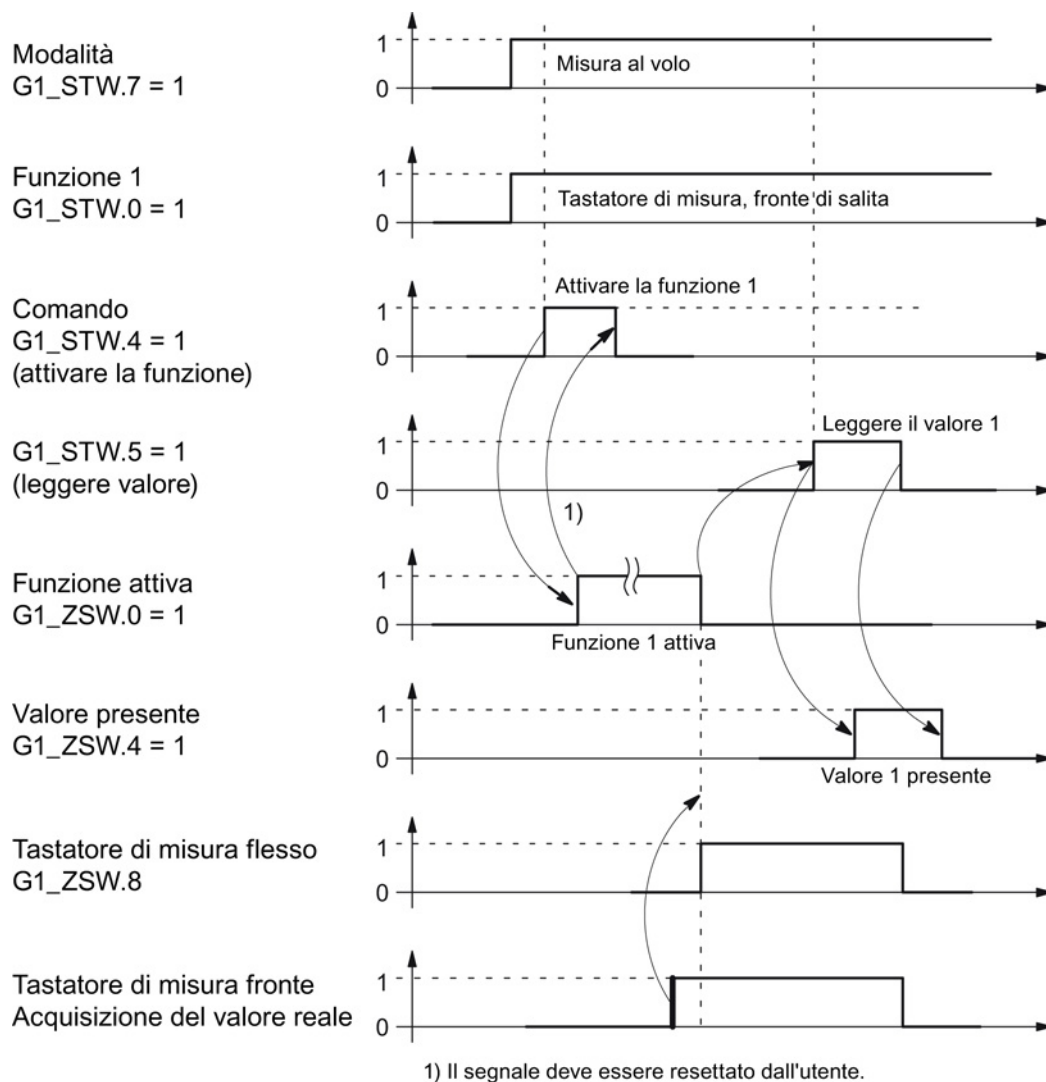 Modalità
G1_STW.7 = 1
1
0
Misura al volo
Funzione 1
G1_STW.0 = 1
1
0
Tastatore di misura, fronte di salita
Comando
G1_STW.4 = 1
(attivare la funzione)
1
0
Attivare la funzione 1
G1_STW.5 = 1
(leggere valore)
1
0
Leggere il valore 1
1)
Funzione attiva
G1_ZSW.0 = 1
1
0
Funzione 1 attiva
Valore presente
G1_ZSW.4 = 1
1
0
Valore 1 presente
Tastatore di misura flesso
G1_ZSW.8
1
0
Tastatore di misura fronte
Acquisizione del valore reale
1
0
1) Il segnale deve essere resettato dall'utente.